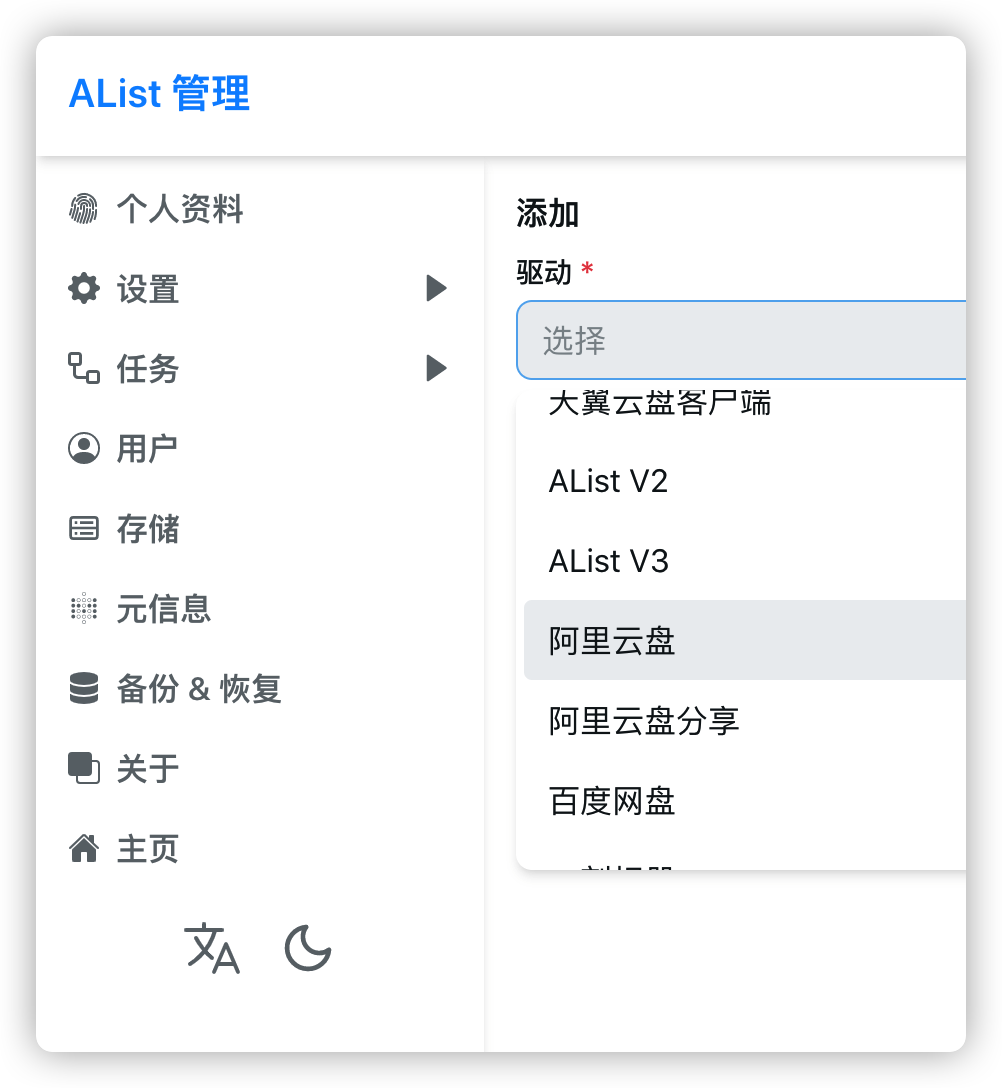 AList 管理
个人资料
设置
任务
用户
存储
元信息
备份 & 恢复
关于
主页
添加
驱动 *
选择
天翼云盘客户端
AList V2
AList V3
阿里云盘
阿里云盘分享
百度网盘